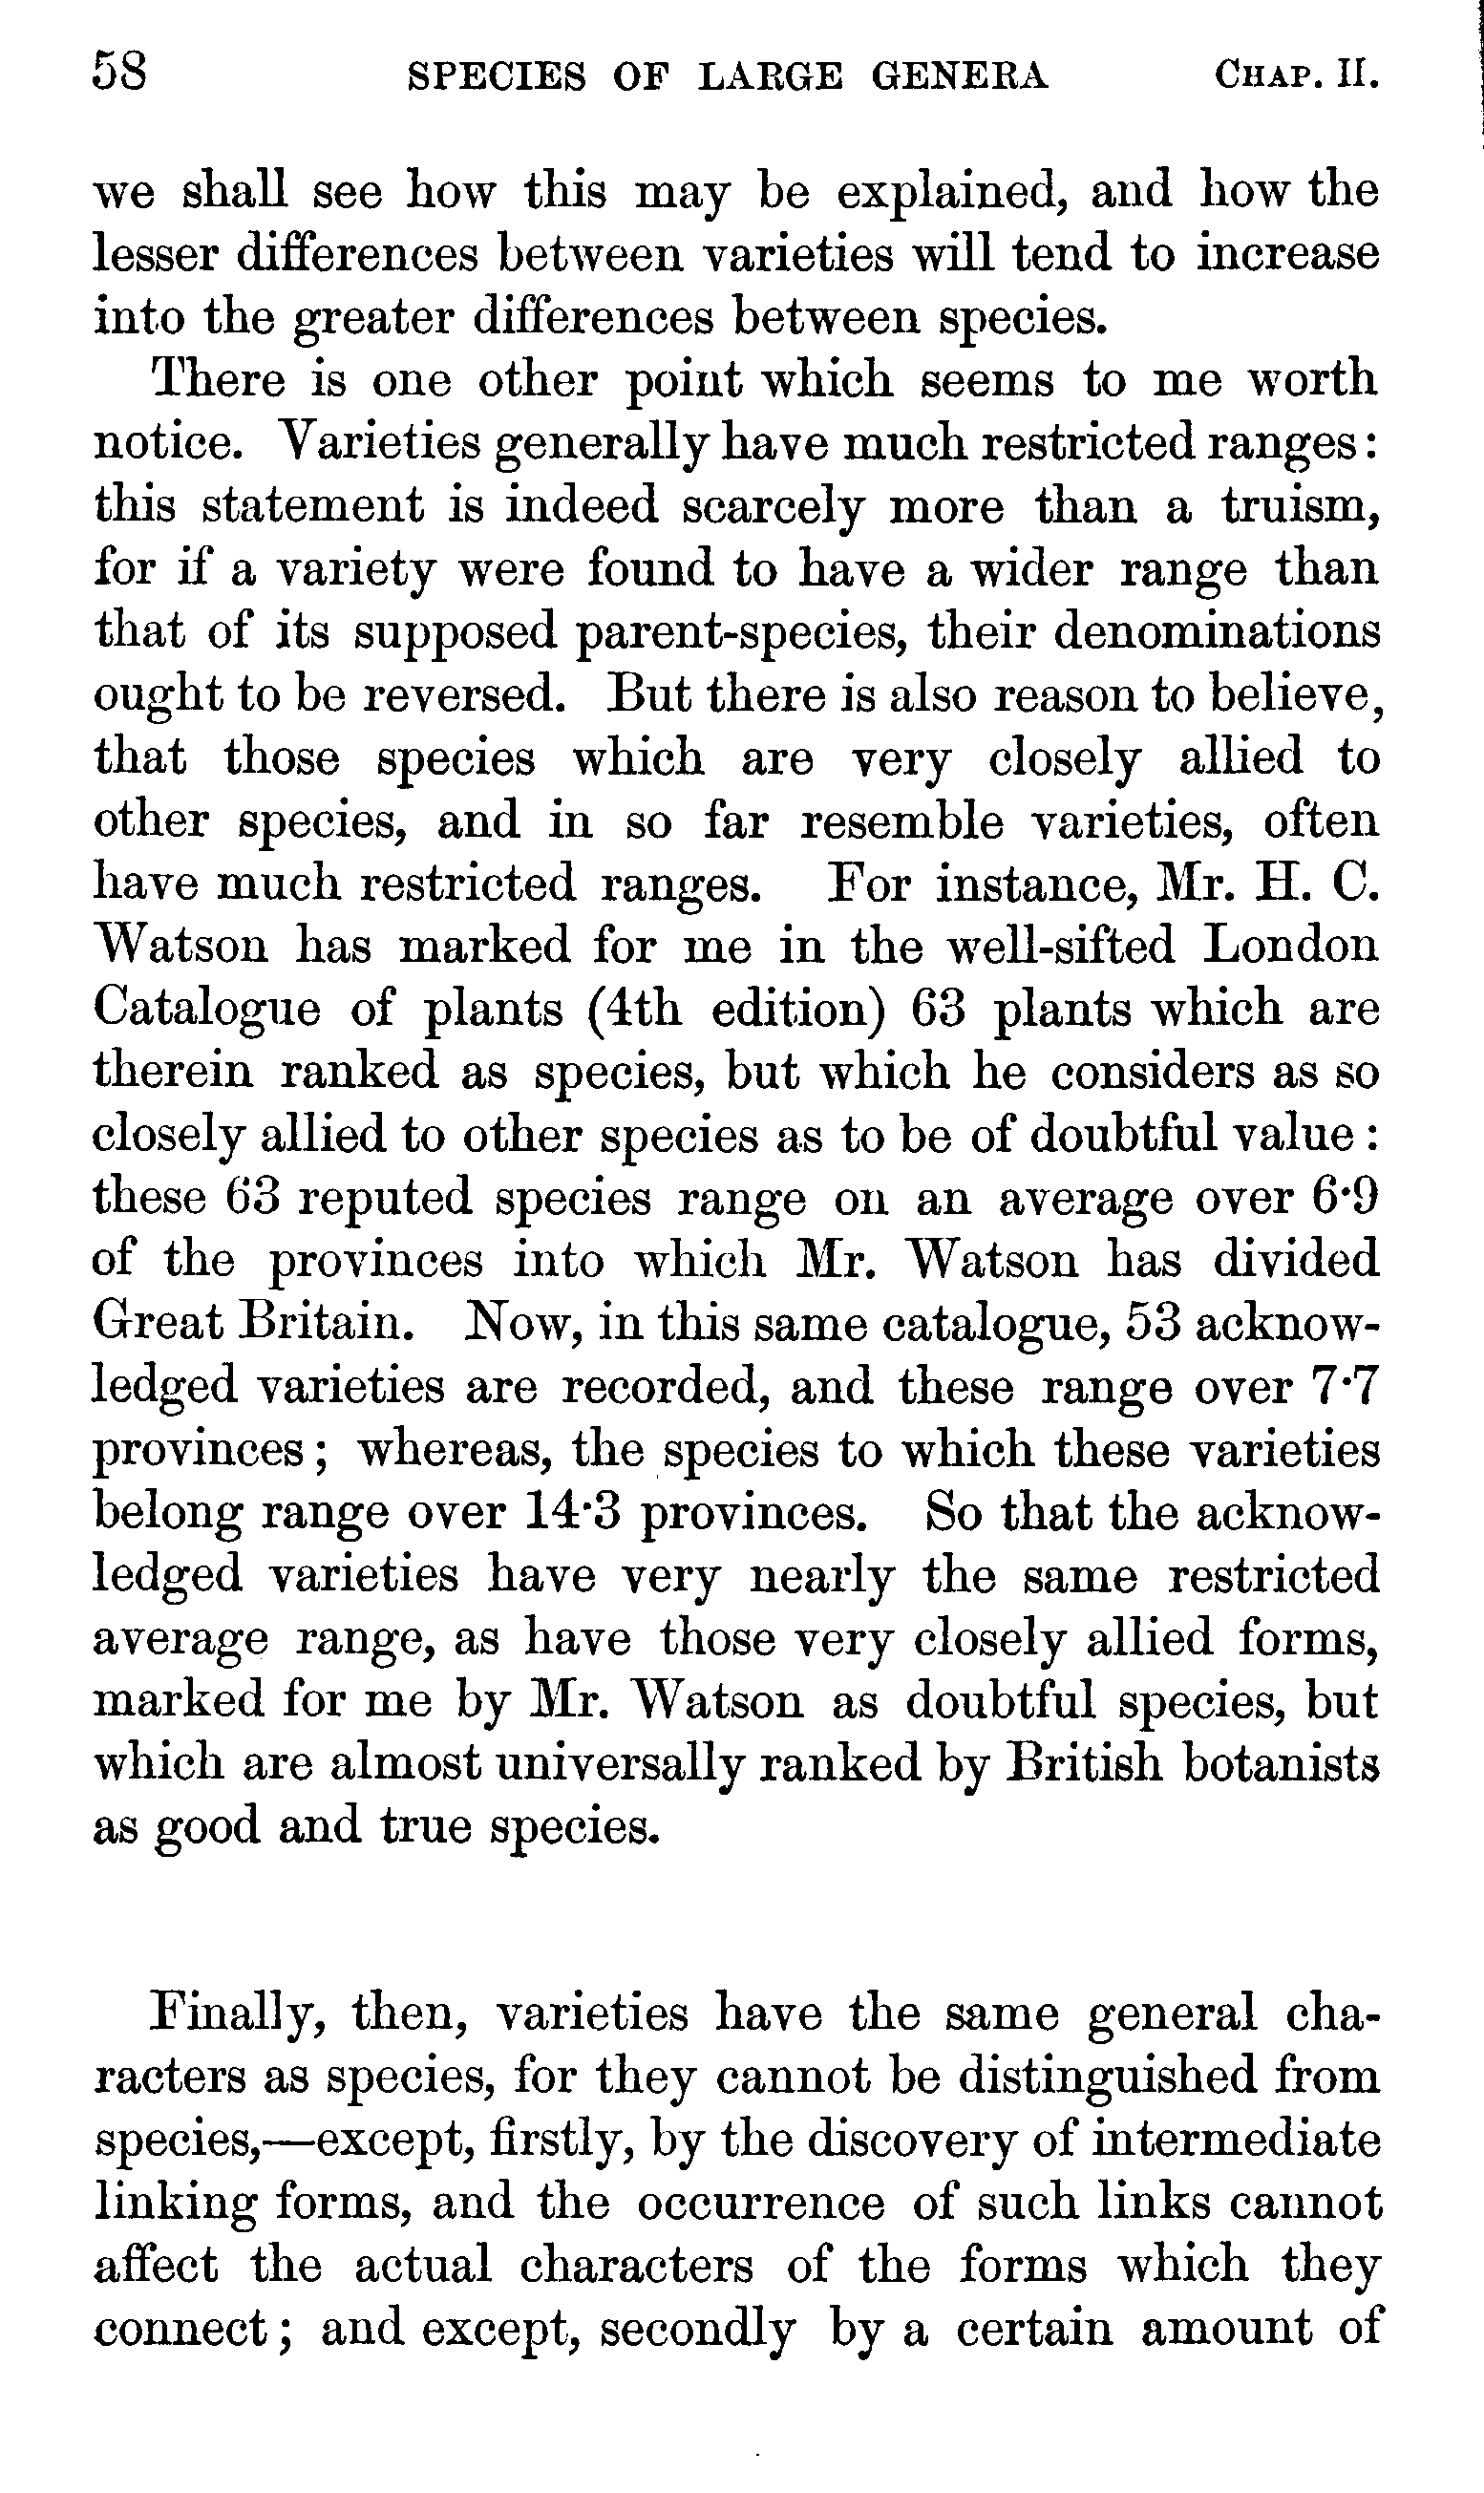 58 SPECIES OF LARGE GENERA CHAP. II.
we shall see how this may be explained, and how the
lesser differences between varieties will tend to increase
into the greater differences between species.
There is one other point which seems to me worth
notice. Varieties generally have much restricted ranges:
this statement is indeed scarcely more than a truism,
for if a variety were found to have a wider range than
that of its supposed parent-species, their denominations
ought to be reversed. But there is also reason to believe,
that those species which are very closely allied to
other species, and in so far resemble varieties, often
have much restricted ranges. For instance, Mr. H. C.
Watson has marked for me in the well-sifted London
Catalogue of plants (4th edition) 63 plants which are
therein ranked as species, but which he considers as so
closely allied to other species as to be of doubtful value:
these 63 reputed species range on an average over 6·9
of the provinces into which Mr. Watson has divided
Great Britain. Now, in this same catalogue, 53 acknow-
ledged varieties are recorded, and these range over 7·7
provinces; whereas, the species to which these varieties
belong range over 14·3 provinces. So that the acknow-
ledged varieties have very nearly the same restricted
average range, as have those very closely allied forms,
marked for me by Mr. Watson as doubtful species, but
which are almost universally ranked by British botanists
as good and true species.
Finally, then, varieties have the same general cha-
racters as species, for they cannot be distinguished from
species,—except, firstly, by the discovery of intermediate
linking forms, and the occurrence of such links cannot
affect the actual characters of the forms which they
connect; and except, secondly by a certain amount of